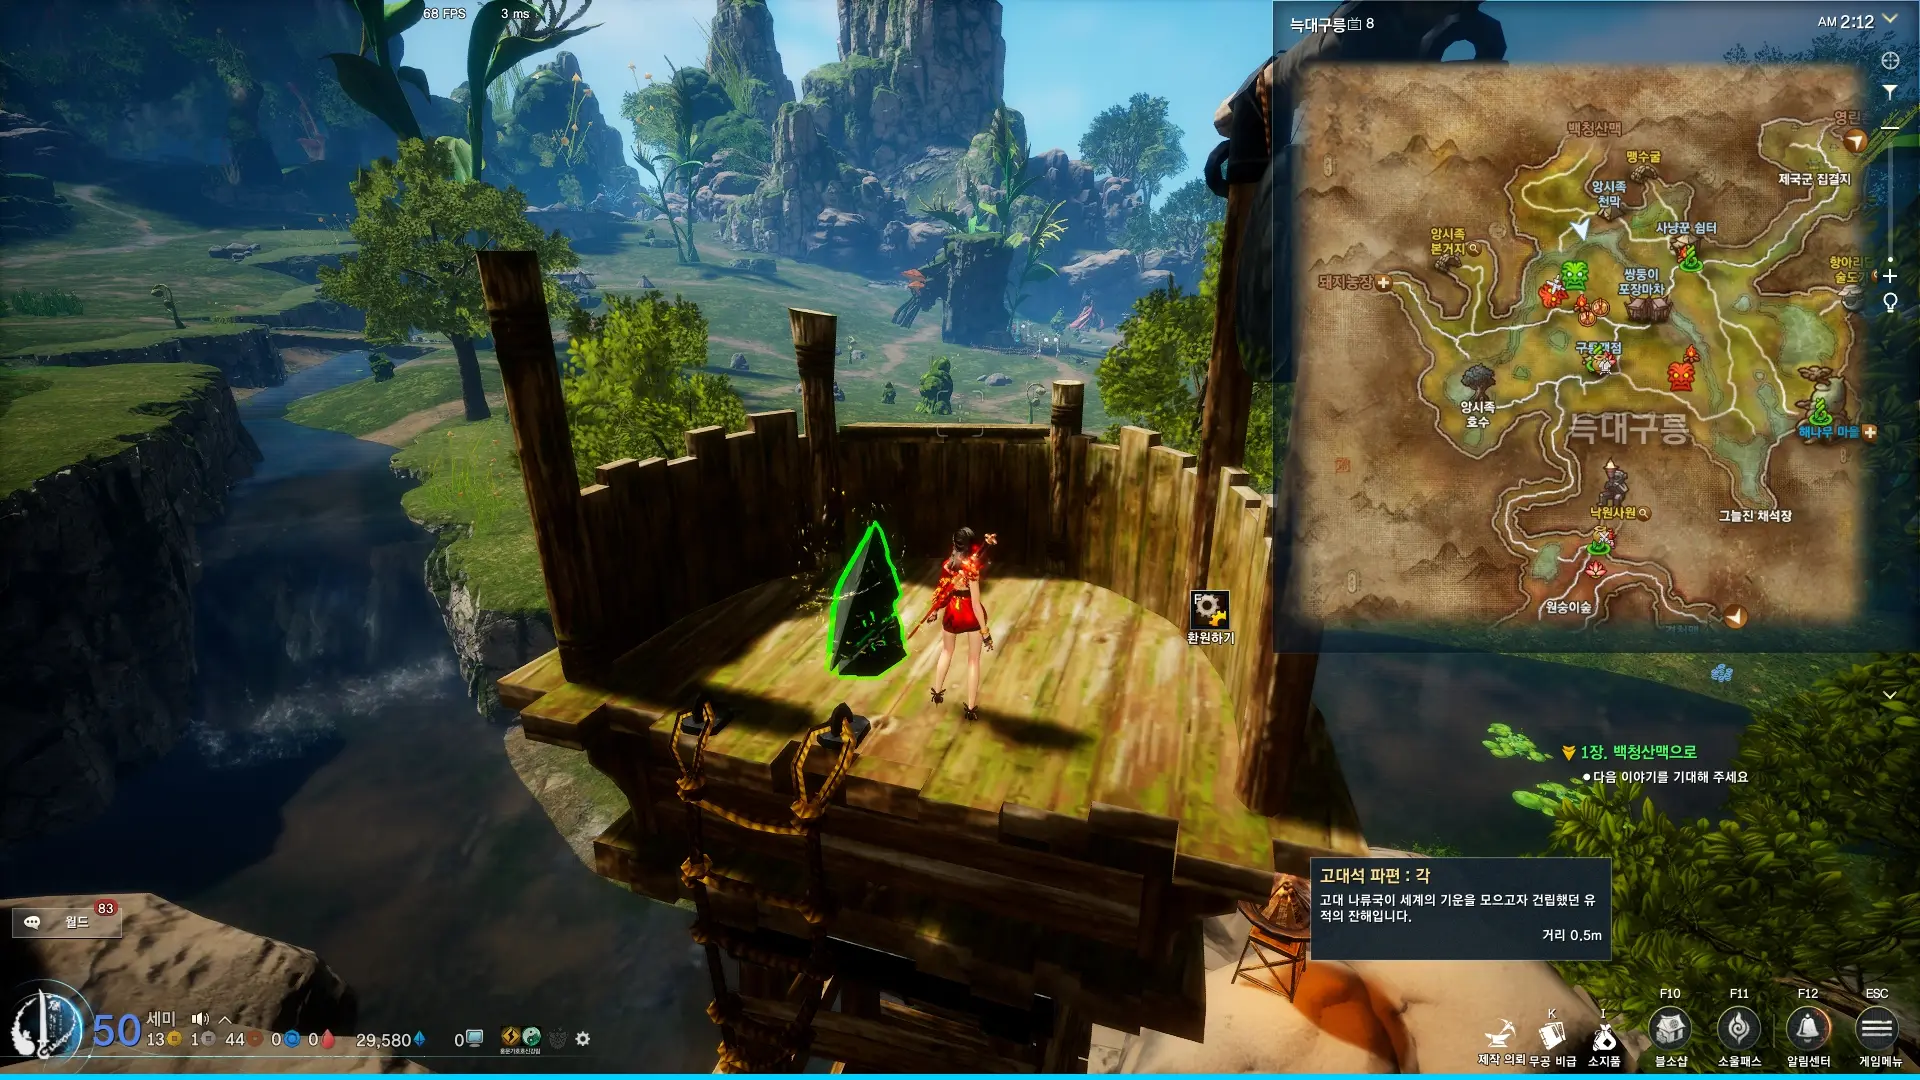 68 FPS
3 ms
늑대구릉 8
AM 2:12
백청산맥
맹수굴
영린
제국군 집결지
앙시족
천막
사냥꾼 쉼터
앙시족
본거지
돼지농장
쌍둥이
포장마차
항아리
술도가
앙시족
호수
늑대구릉
해나무 마을
낙원사원
그늘진 채석장
원숭이숲
F
환원하기
1장. 백청산맥으로
다음 이야기를 기대해 주세요
고대석 파편 : 각
고대 나류국이 세계의 기운을 모으고자 건립했던 유
적의 잔해입니다.
거리 0.5m
83
월드
50
세미
13 1 44 0 0 29,580 0
K
I
F10
F11
F12
ESC
제작 의뢰
무공 비급
소지품
블소샵
소울패스
알림센터
게임메뉴